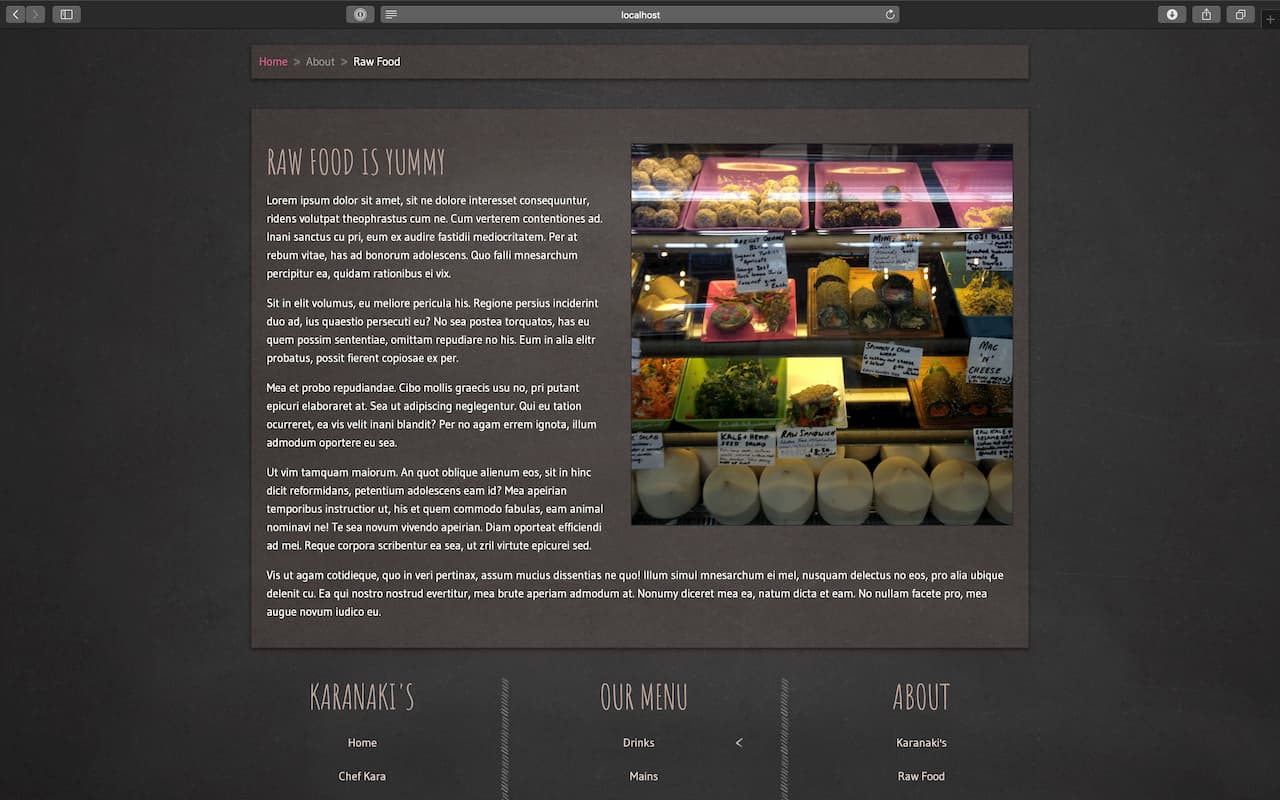 localhost
Home > About > Raw Food
RAW FOOD IS YUMMY
Lorem ipsum dolor sit amet, sit ne dolore interesset consequuntur,
ridens volutpat theophrastus cum ne. Cum verterem contentiones ad.
Inani sanctus cu pri, eum ex audire fastidii mediocritatem. Per at
rebum vitae, has ad bonorum adolescens. Quo falli mnesarchum
percipitur ea, quidam rationibus ei vix.
Sit in elit volumus, eu meliore pericula his. Regione persius inciderint
duo ad, ius quaestio persecuti eu? No sea postea torquatos, has eu
quem possim sententiae, omittam repudiare no his. Eum in alia elitr
probatus, possit fierent copiosae ex per.
Mea et probo repudiandae. Cibo mollis graecis usu no, pri putant
epicuri elaboraret at. Sea ut adipiscing neglegentur. Qui eu tation
ocurreret, ea vis velit inani blandit? Per no agam errem ignota, illum
admodum oportere eu sea.
Ut vim tamquam maiorum. An quot oblique alienum eos, sit in hinc
dicit reformidans, petentium adolescens eam id? Mea apeirian
temporibus instructior ut, his et quem commodo fabulas, eam animal
nominavi ne! Te sea novum vivendo apeirian. Diam oporteat efficiendi
ad mei. Reque corpora scribentur ea sea, ut zril virtute epicurei sed.
MAC
'N'
CHEESE
KALE + HEMP
SEED SALAD
RAW SANDWICH
Vis ut agam cotidieque, quo in veri pertinax, assum mucius dissentias ne quo! Illum simul mnesarchum ei mel, nusquam delectus no eos, pro alia ubique
delenit cu. Ea qui nostro nostrud evertitur, mea brute aperiam admodum at. Nonumy diceret mea ea, natum dicta et eam. No nullam facete pro, mea
augue novum iudico eu.
KARANAKI'S
Home
Chef Kara
OUR MENU
Drinks <
Mains
ABOUT
Karanaki's
Raw Food